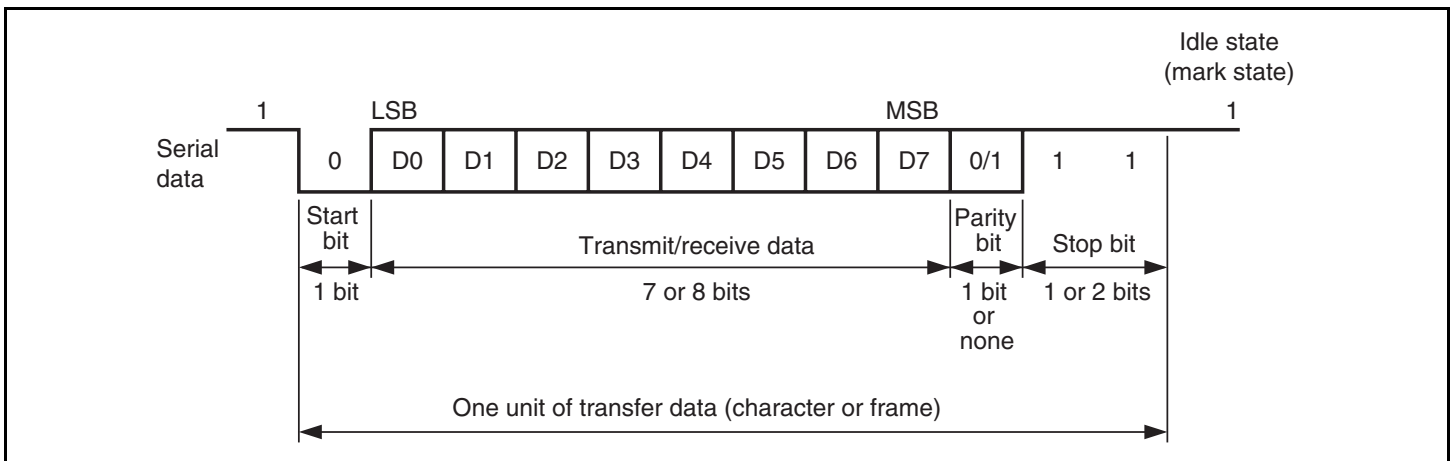 Idle state
(mark state)
1 LSB MSB 1
Serial
data
0 D0 D1 D2 D3 D4 D5 D6 D7 0/1 1 1
Start
bit
Transmit/receive data
Parity
bit
Stop bit
1 bit
7 or 8 bits
1 bit
or
none
1 or 2 bits
One unit of transfer data (character or frame)